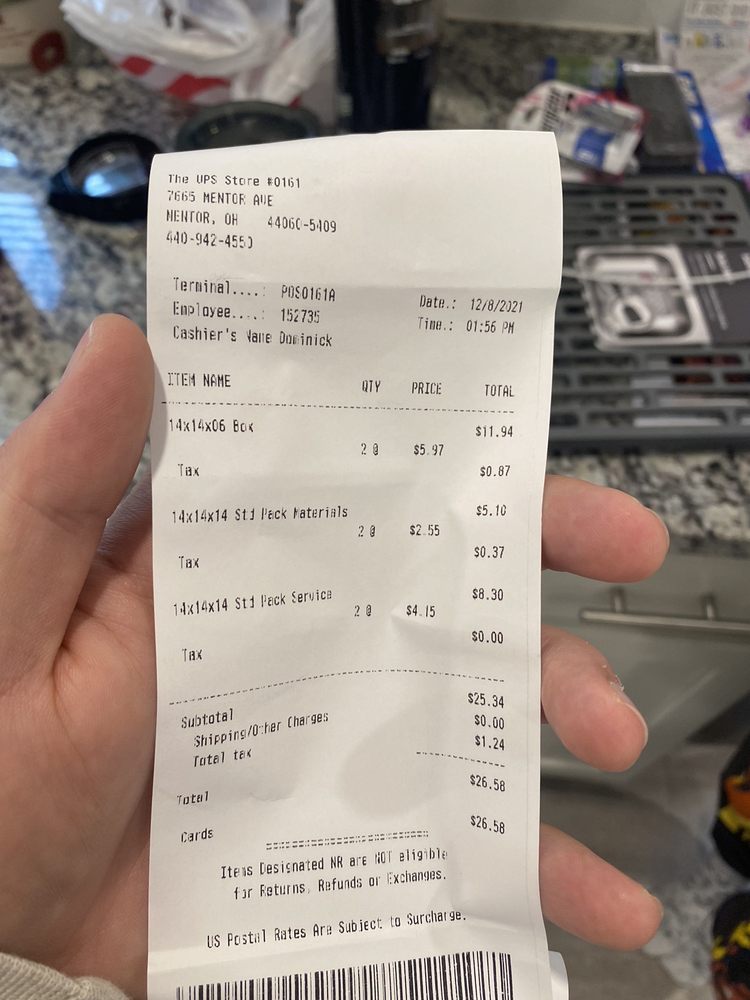 The UPS Store #0161
7665 MENTOR AVE
MENTOR, OH 44060-5409
440-942-4550
Terminal....: POS0161A Date.: 12/8/2021
Employee....: 152735 Time.: 01:56 PM
Cashier's Name Dominick
ITEM NAME QTY PRICE TOTAL
14x14x06 Box $11.94
2 @ $5.97
Tax $0.87
14x14x14 Std Pack Materials $5.10
2 @ $2.55
Tax $0.37
14x14x14 Std Pack Service $8.30
2 @ $4.15
Tax $0.00
Subtotal $25.34
Shipping/Other Charges $0.00
Total tax $1.24
Total $26.58
Cards $26.58
Items Designated NR are NOT eligible
for Returns, Refunds or Exchanges.
US Postal Rates Are Subject to Surcharge.